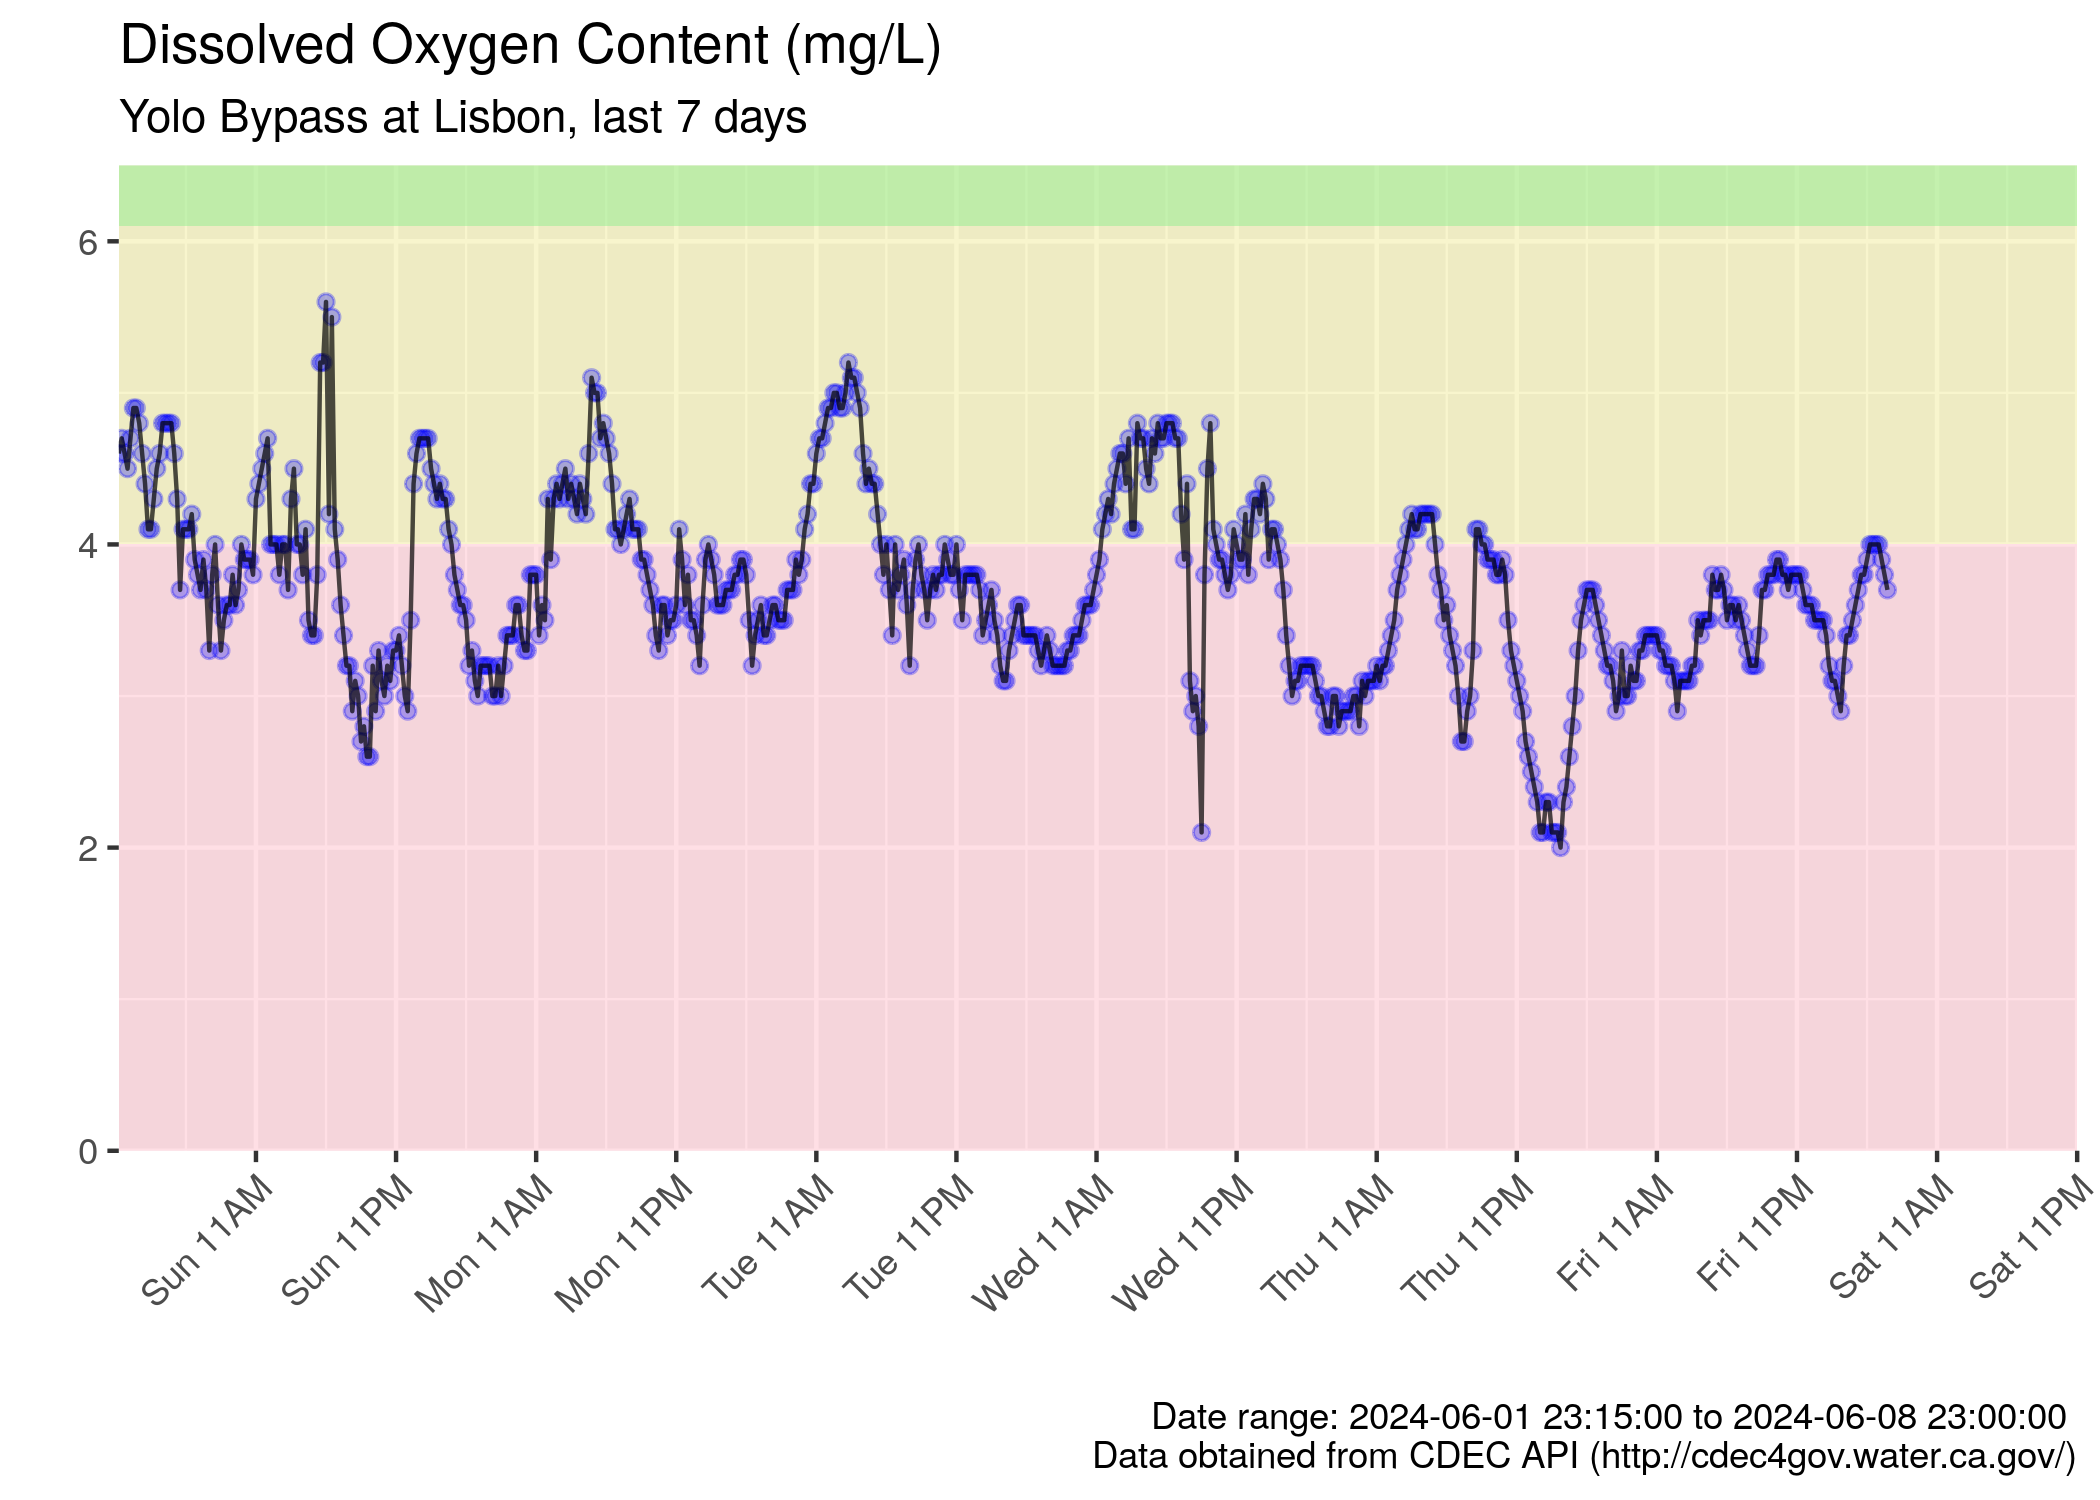 Dissolved Oxygen Content (mg/L)
Yolo Bypass at Lisbon, last 7 days
6
4
2
0
Sun 11AM
Sun 11PM
Mon 11AM
Mon 11PM
Tue 11AM
Tue 11PM
Wed 11AM
Wed 11PM
Thu 11AM
Thu 11PM
Fri 11AM
Fri 11PM
Sat 11AM
Sat 11PM
Date range: 2024-06-01 23:15:00 to 2024-06-08 23:00:00
Data obtained from CDEC API (http://cdec4gov.water.ca.gov/)